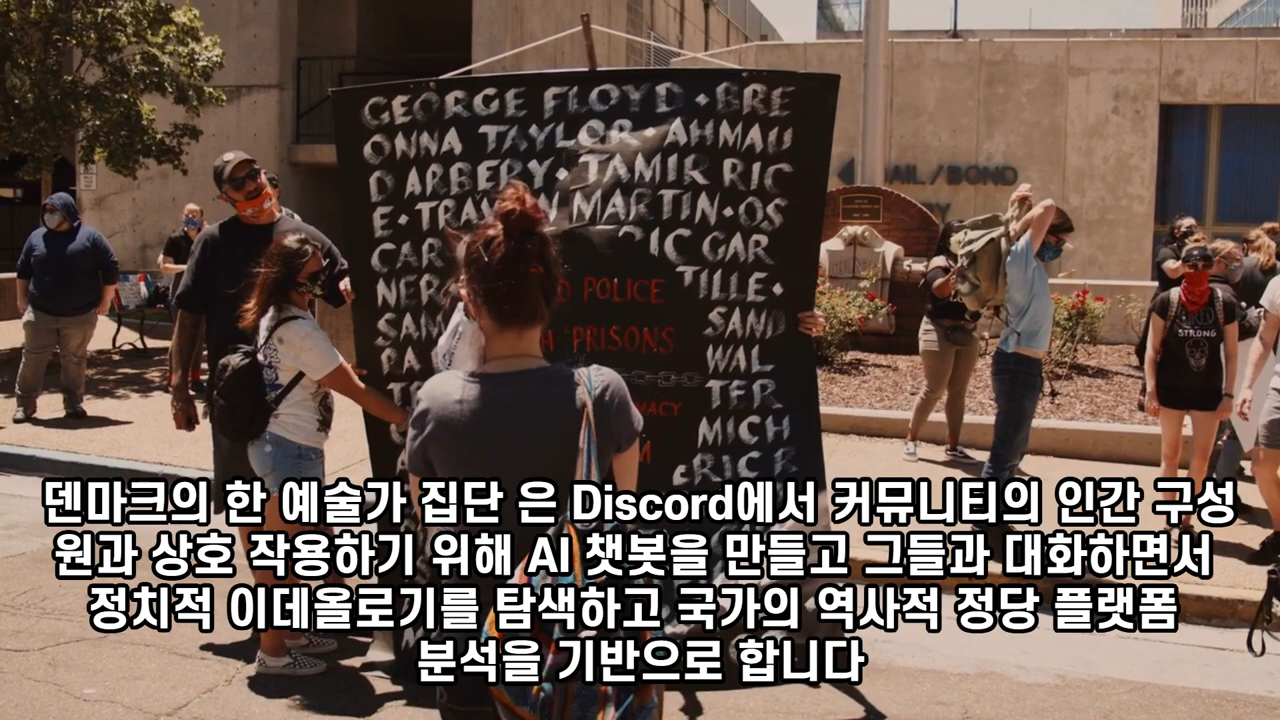 GEORGE FLOYD • BRE
ONNA TAYLOR • AHMAU
D ARBERY • TAMIR RIC
E • TRAYVON MARTIN • OS
CAR RIC GAR
NER TILLE •
SAM SAND
WAL
TER
MICH
ERIC R
POLICE
PRISONS
JAIL/BOND
STRONG
덴마크의 한 예술가 집단 은 Discord에서 커뮤니티의 인간 구성
원과 상호 작용하기 위해 AI 챗봇을 만들고 그들과 대화하면서
정치적 이데올로기를 탐색하고 국가의 역사적 정당 플랫폼
분석을 기반으로 합니다